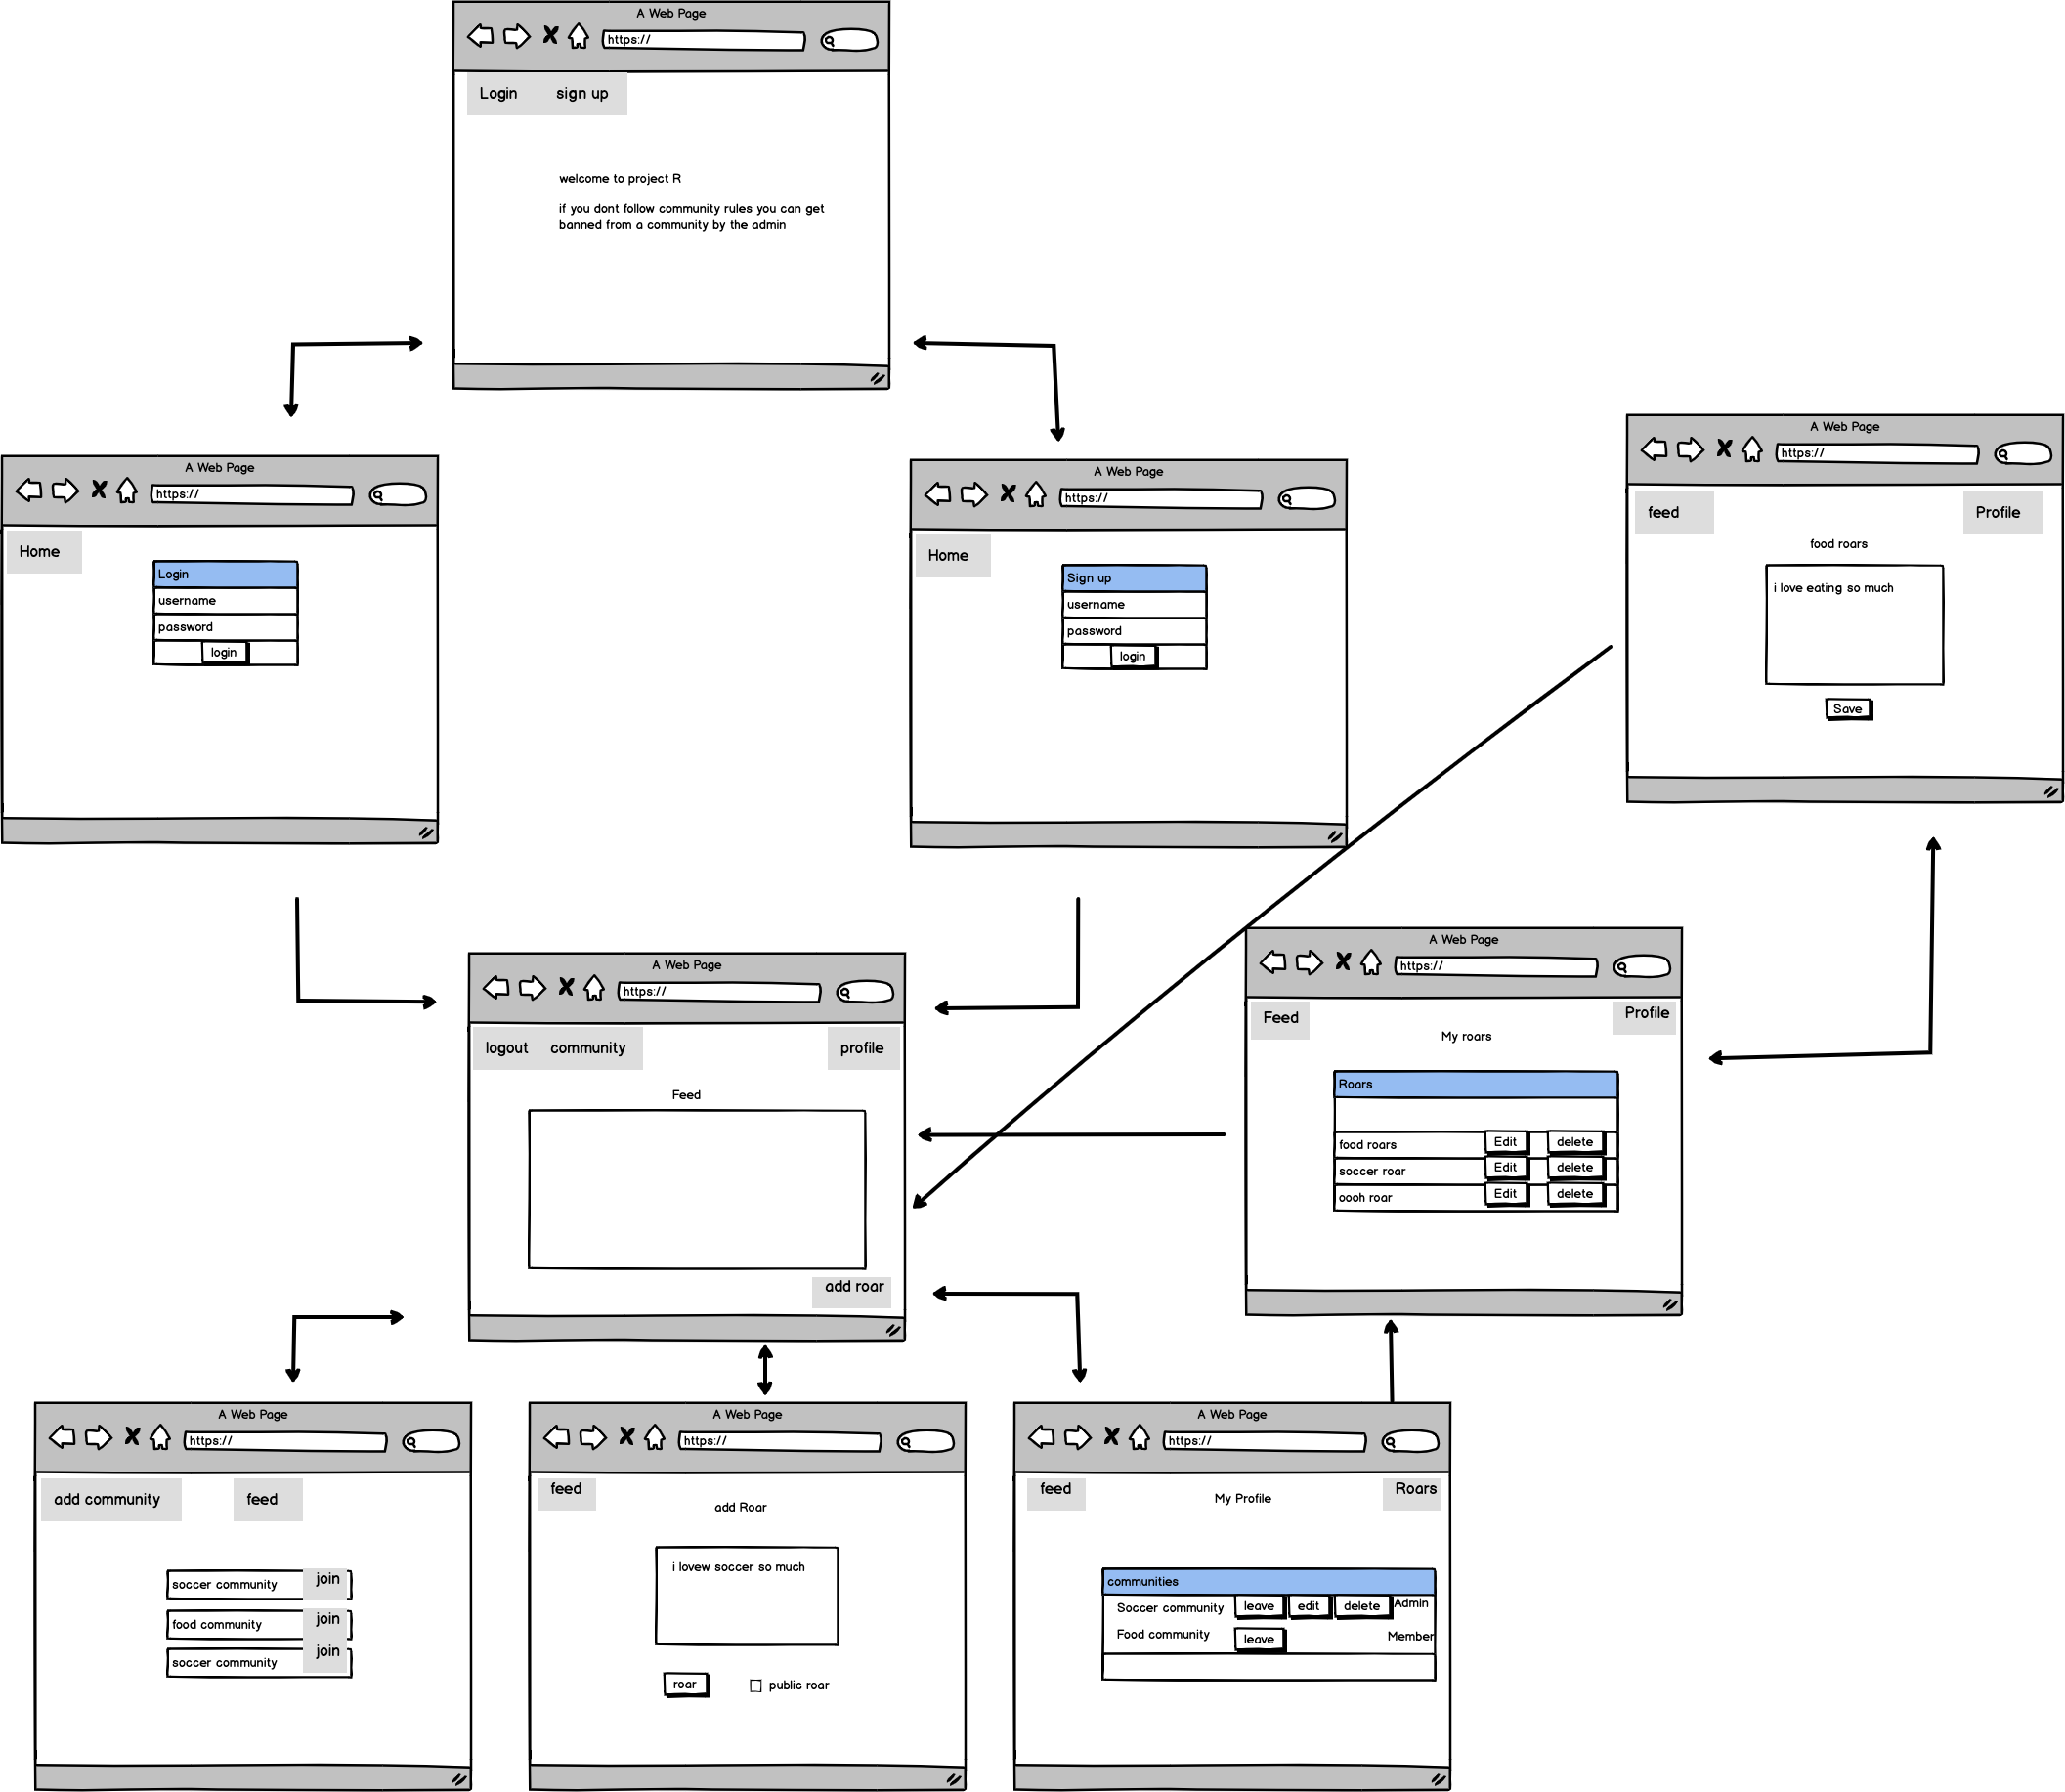 A Web Page
https://
Login sign up
welcome to project R
if you dont follow community rules you can get
banned from a community by the admin
A Web Page
https://
Home
Login
username
password
login
A Web Page
https://
Home
Sign up
username
password
login
A Web Page
https://
feed Profile
food roars
i love eating so much
Save
A Web Page
https://
logout community profile
Feed
add roar
A Web Page
https://
Feed Profile
My roars
Roars
food roars Edit delete
soccer roar Edit delete
oooh roar Edit delete
A Web Page
https://
add community feed
soccer community join
food community join
soccer community join
A Web Page
https://
feed
add Roar
i lovew soccer so much
roar public roar
A Web Page
https://
feed My Profile Roars
communities
Soccer community leave edit delete Admin
Food community leave Member